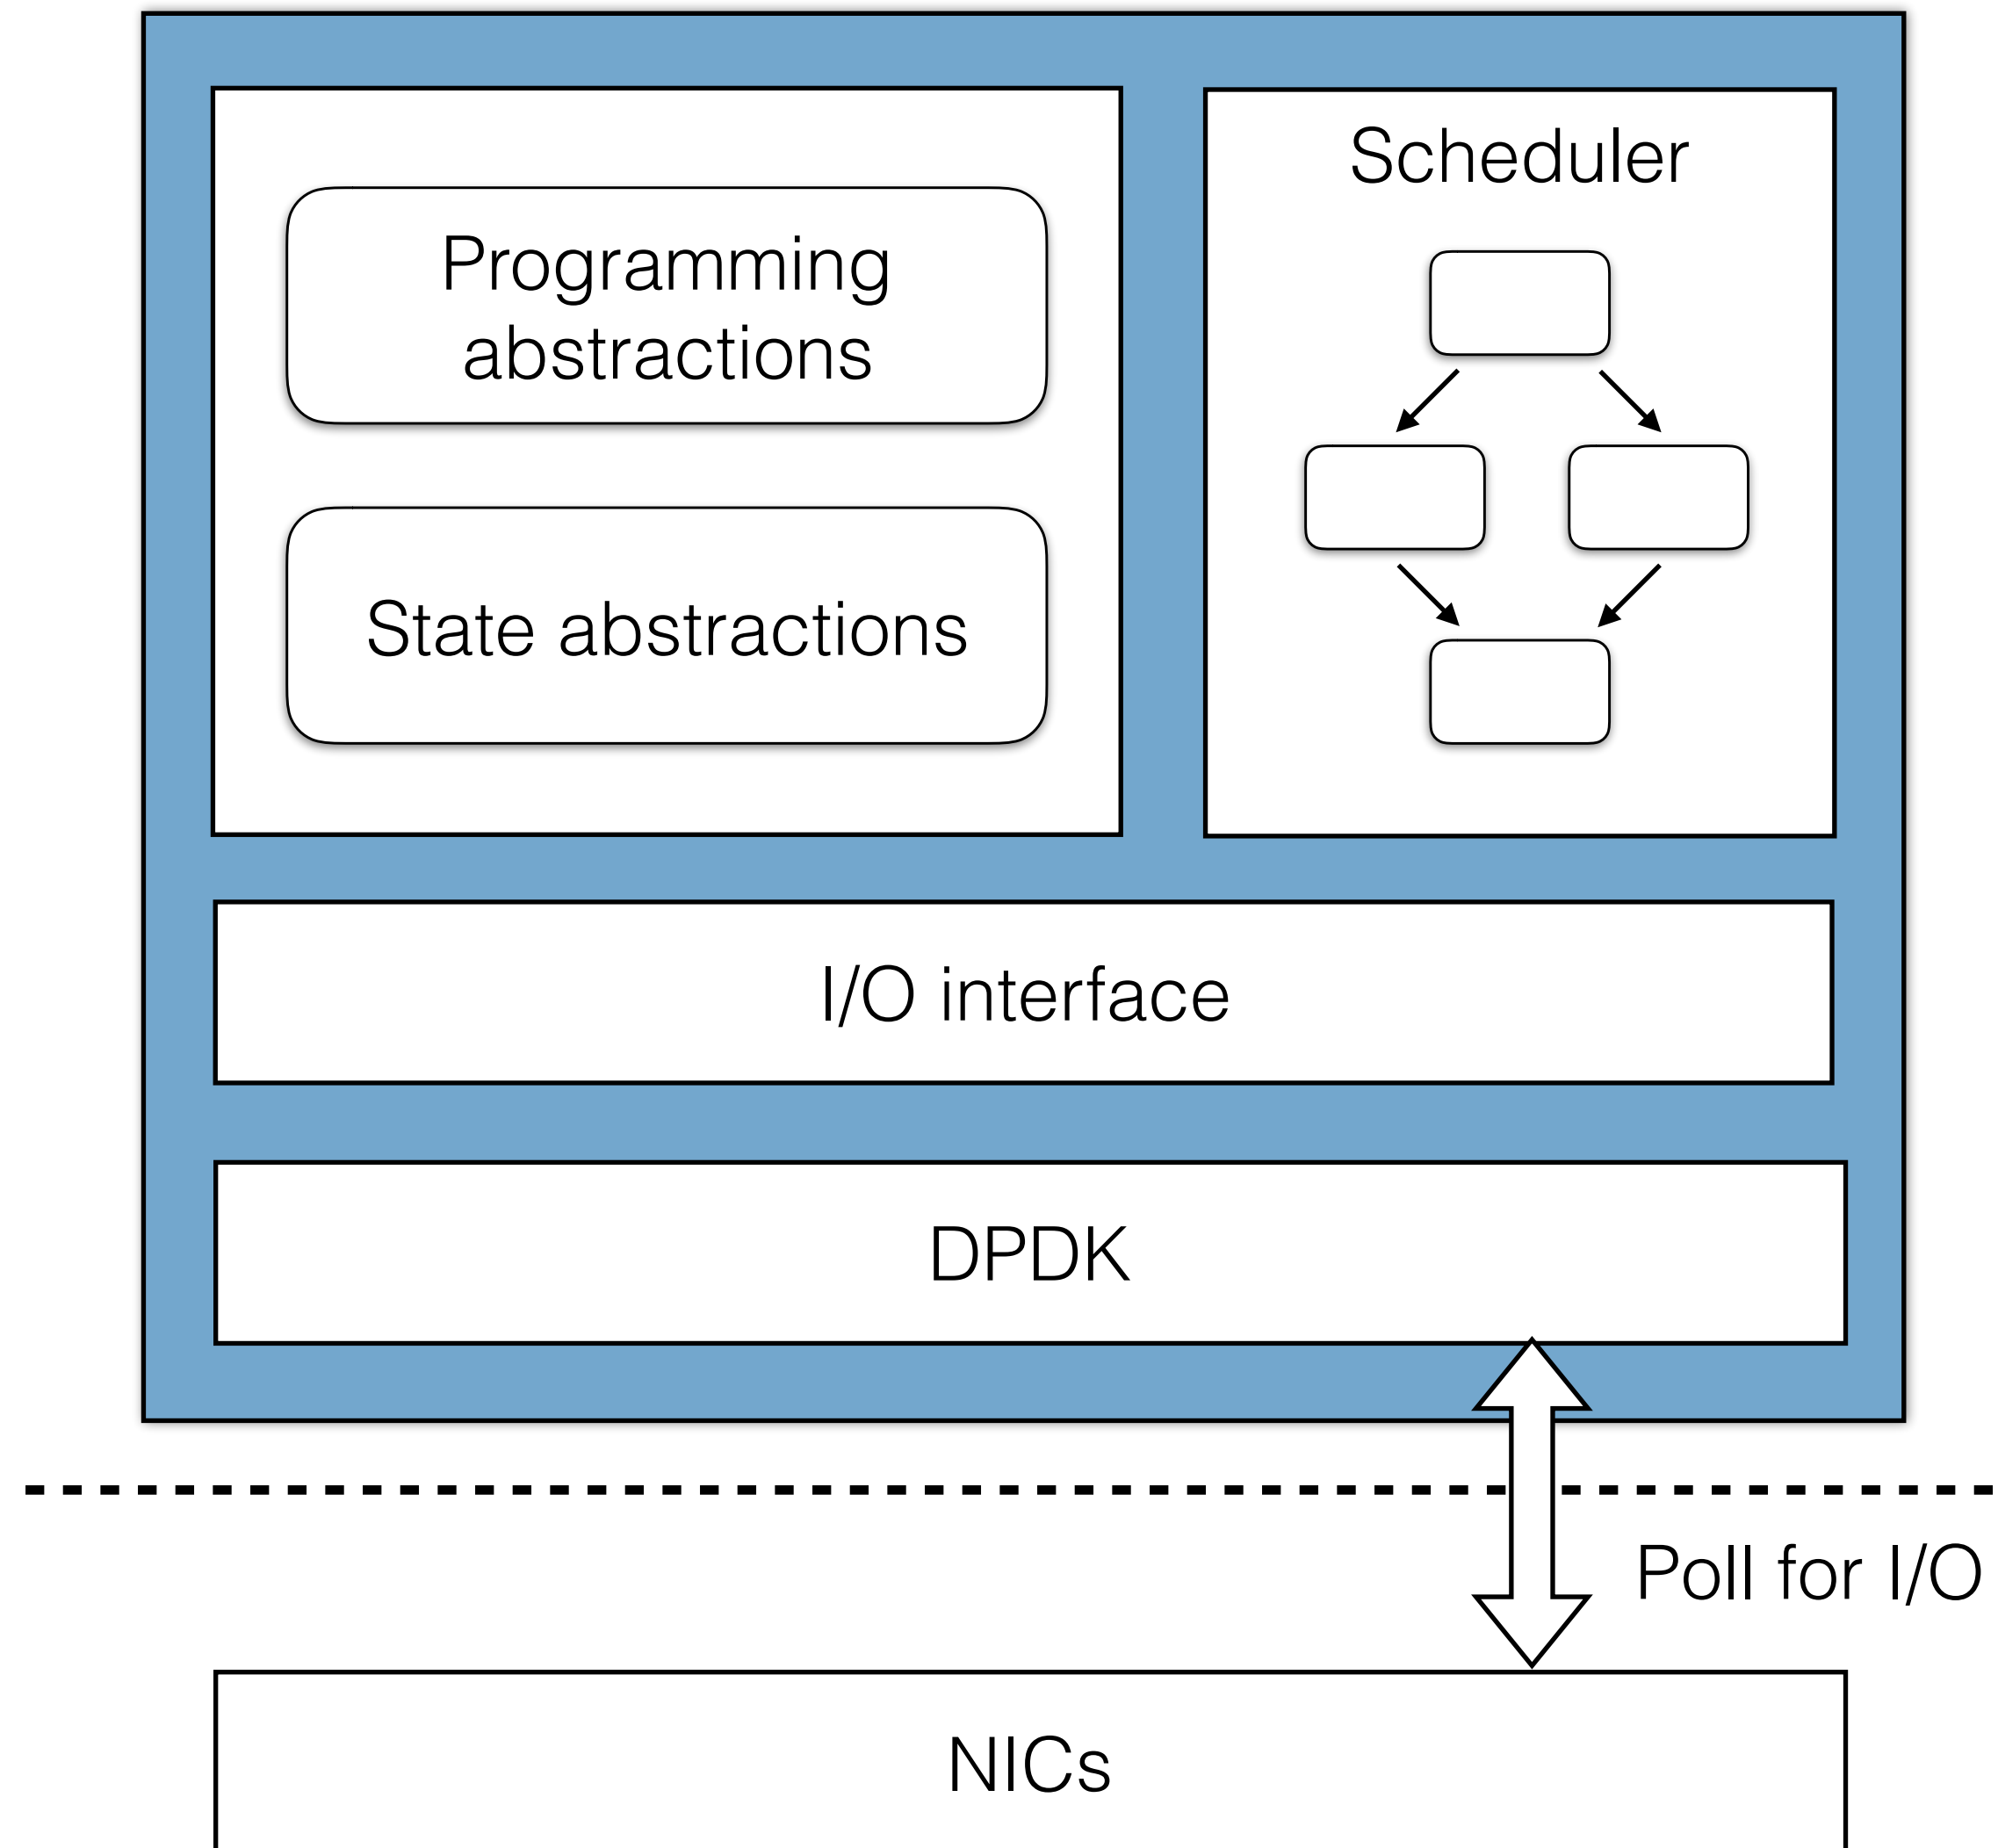 Programming
abstractions
State abstractions
Scheduler
I/O interface
DPDK
Poll for I/O
NICs